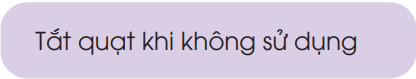 Tắt quạt khi không sử dụng